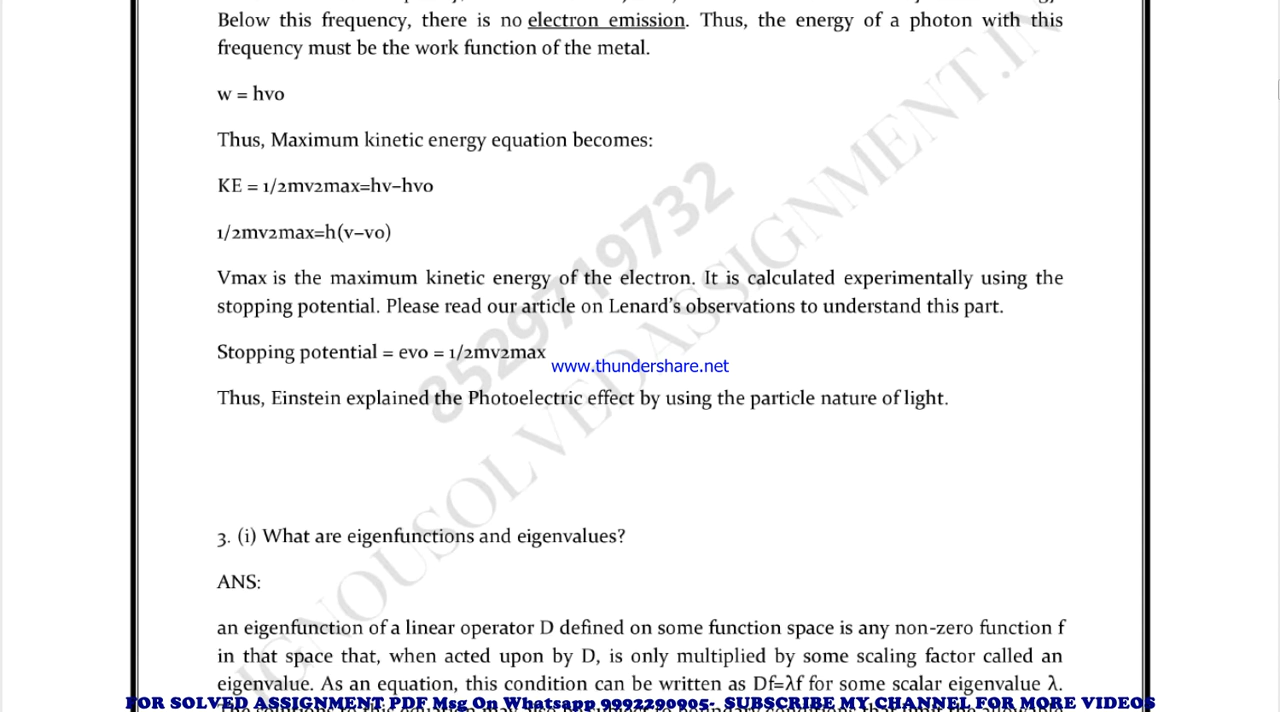 Below this frequency, there is no electron emission. Thus, the energy of a photon with this
frequency must be the work function of the metal.
w = hvo
Thus, Maximum kinetic energy equation becomes:
KE = 1/2mv2max=hv–hvo
1/2mv2max=h(v–vo)
Vmax is the maximum kinetic energy of the electron. It is calculated experimentally using the
stopping potential. Please read our article on Lenard's observations to understand this part.
Stopping potential = evo = 1/2mv2max
www.thundershare.net
Thus, Einstein explained the Photoelectric effect by using the particle nature of light.
3. (i) What are eigenfunctions and eigenvalues?
ANS:
an eigenfunction of a linear operator D defined on some function space is any non-zero function f
in that space that, when acted upon by D, is only multiplied by some scaling factor called an
eigenvalue. As an equation, this condition can be written as Df=λf for some scalar eigenvalue λ.
FOR SOLVED ASSIGNMENT PDF Msg On Whatsapp 9992290905-. SUBSCRIBE MY CHANNEL FOR MORE VIDEOS
8529719732
IGNOUSOLVEDASSIGNMENT.IN